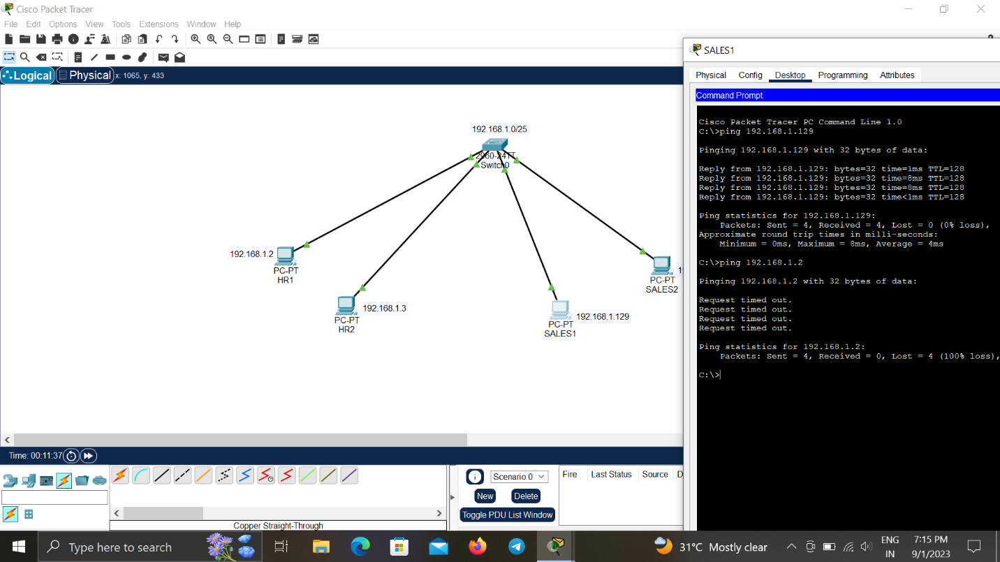 Cisco Packet Tracer
File Edit Options View Tools Extensions Window Help
Logical Physical x: 1065, y: 433
192.168.1.0/25
2960-24TT
Switch0
192.168.1.2
PC-PT
HR1
192.168.1.3
PC-PT
HR2
192.168.1.129
PC-PT
SALES1
19
PC-PT
SALES2
SALES1
Physical Config Desktop Programming Attributes
Command Prompt
Cisco Packet Tracer PC Command Line 1.0
C:\>ping 192.168.1.129
Pinging 192.168.1.129 with 32 bytes of data:
Reply from 192.168.1.129: bytes=32 time=1ms TTL=128
Reply from 192.168.1.129: bytes=32 time=8ms TTL=128
Reply from 192.168.1.129: bytes=32 time=8ms TTL=128
Reply from 192.168.1.129: bytes=32 time<1ms TTL=128
Ping statistics for 192.168.1.129:
Packets: Sent = 4, Received = 4, Lost = 0 (0% loss),
Approximate round trip times in milli-seconds:
Minimum = 0ms, Maximum = 8ms, Average = 4ms
C:\>ping 192.168.1.2
Pinging 192.168.1.2 with 32 bytes of data:
Request timed out.
Request timed out.
Request timed out.
Request timed out.
Ping statistics for 192.168.1.2:
Packets: Sent = 4, Received = 0, Lost = 4 (100% loss),
C:\>
Time: 00:11:37
Copper Straight-Through
Scenario 0
New Delete
Toggle PDU List Window
Fire Last Status Source D
Type here to search
31°C Mostly clear
ENG
IN
7:15 PM
9/1/2023